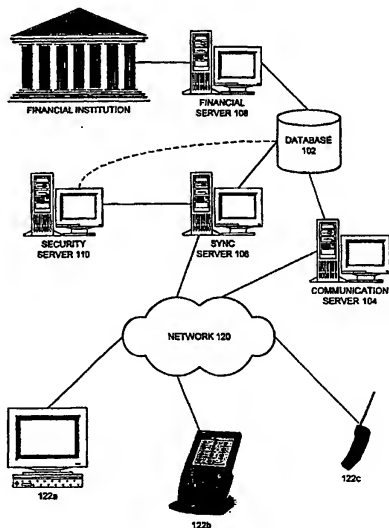 FINANCIAL INSTITUTION
FINANCIAL
SERVER 108
DATABASE
102
SECURITY
SERVER 110
SYNC
SERVER 106
COMMUNICATION
SERVER 104
NETWORK 120
122a
122b
122c